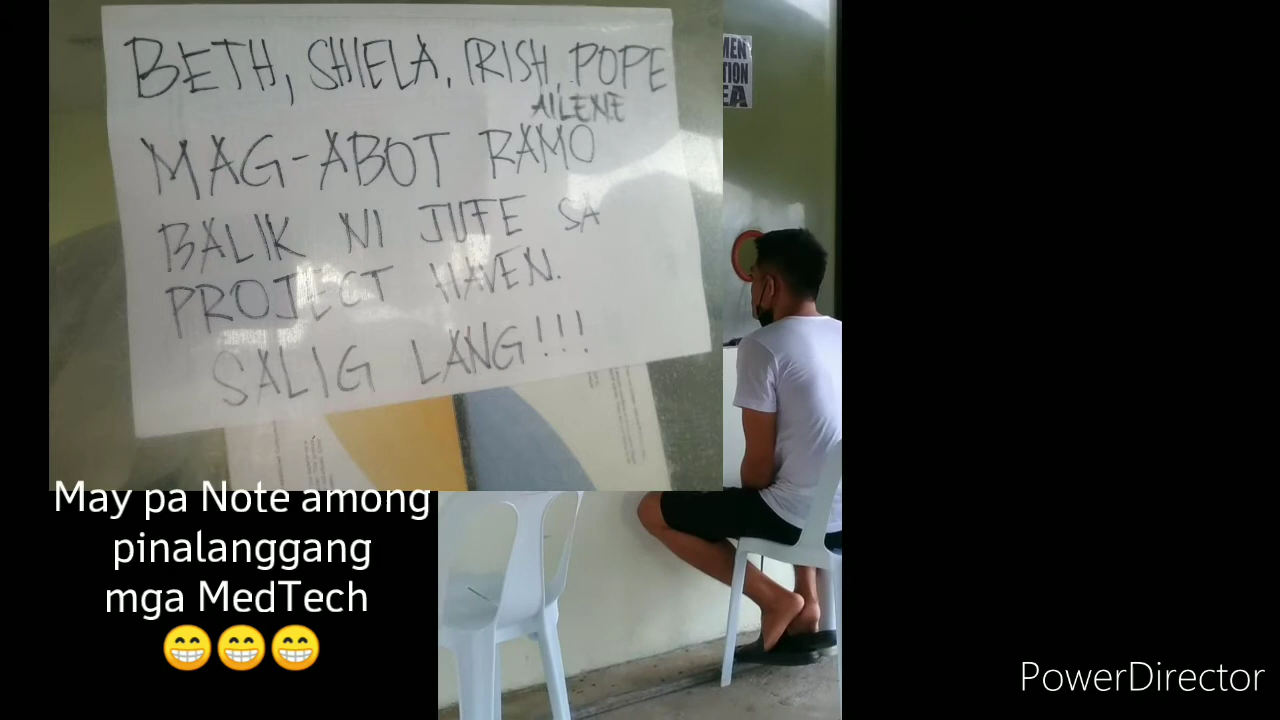 BETH, SHIELA, IRISH, POPE
AILENE
MAG-ABOT RAMO
BALIK NI JUFE SA
PROJECT HAVEN.
SALIG LANG!!!
May pa Note among
pinalanggang
mga MedTech
😁😁😁
PowerDirector